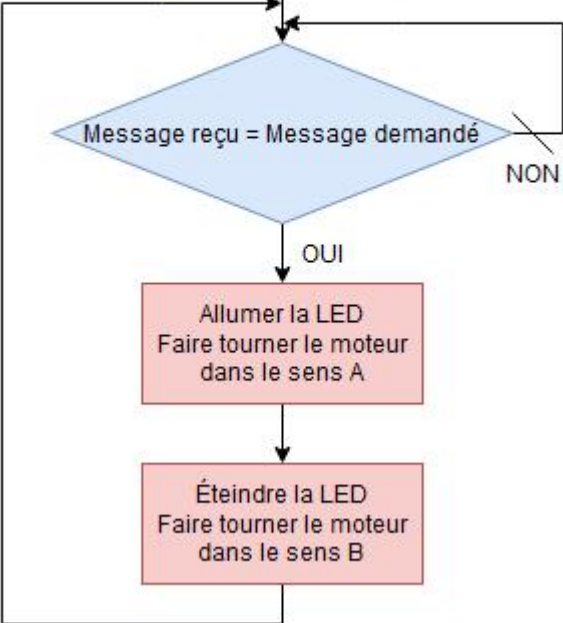 Message reçu = Message demandé
NON
OUI
Allumer la LED
Faire tourner le moteur
dans le sens A
Éteindre la LED
Faire tourner le moteur
dans le sens B